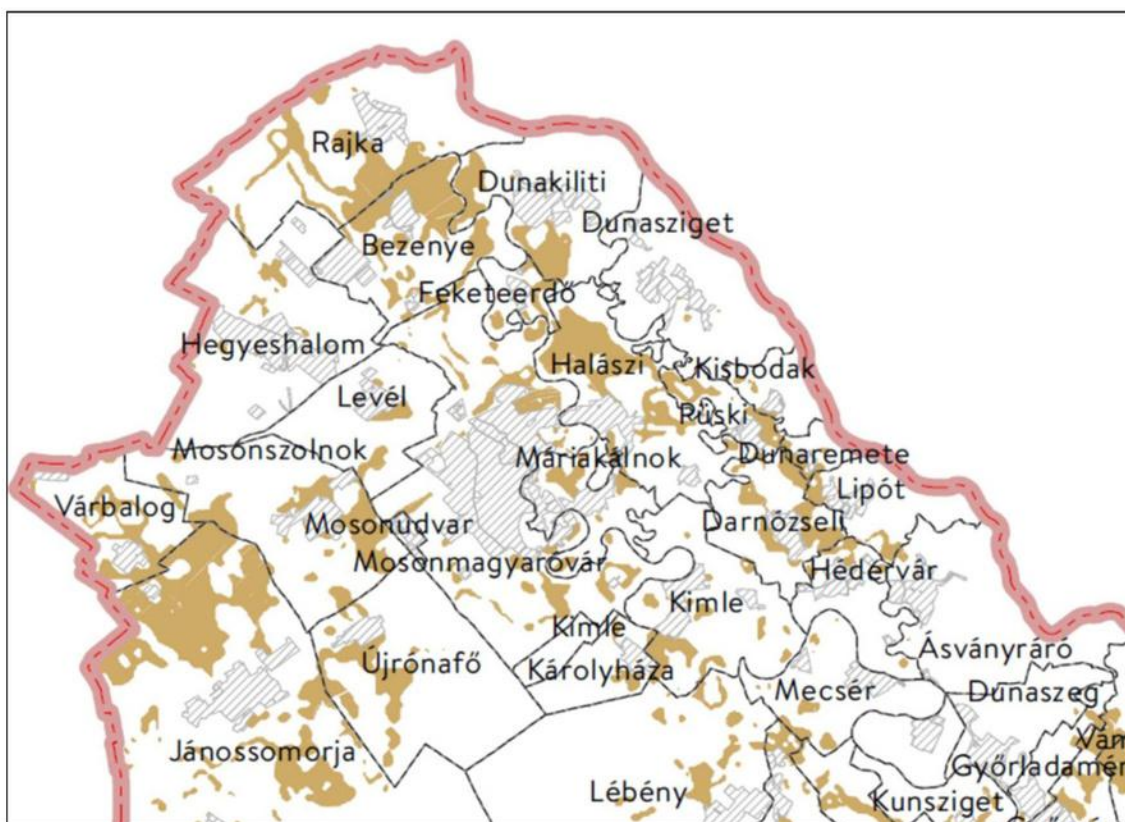 Rajka
Dunakiliti
Dunasziget
Bezenye
Feketeerdő
Hegyeshalom
Halászi
Kisbodak
Levél
Püski
Mosonszolnok
Máriakálnok
Dunaremete
Lipót
Várbalog
Mosonudvar
Darnózseli
Mosonmagyaróvár
Hédervár
Kimle
Kimle
Ásványráró
Újrónafő
Károlyháza
Mecsér
Dunaszeg
Jánossomorja
Vám
Győrladamér
Lébény
Kunsziget